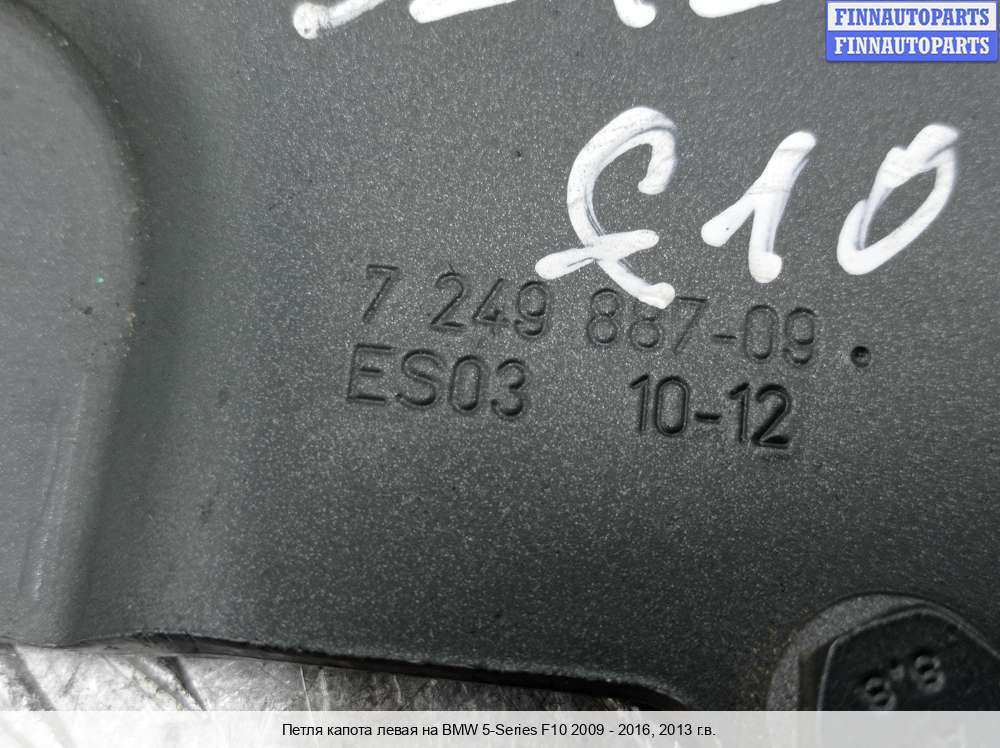 FINNAUTOPARTS
FINNAUTOPARTS
£10
7 249 887-09.
ES03 10-12
8.8
Петля капота левая на BMW 5-Series F10 2009 - 2016, 2013 г.в.